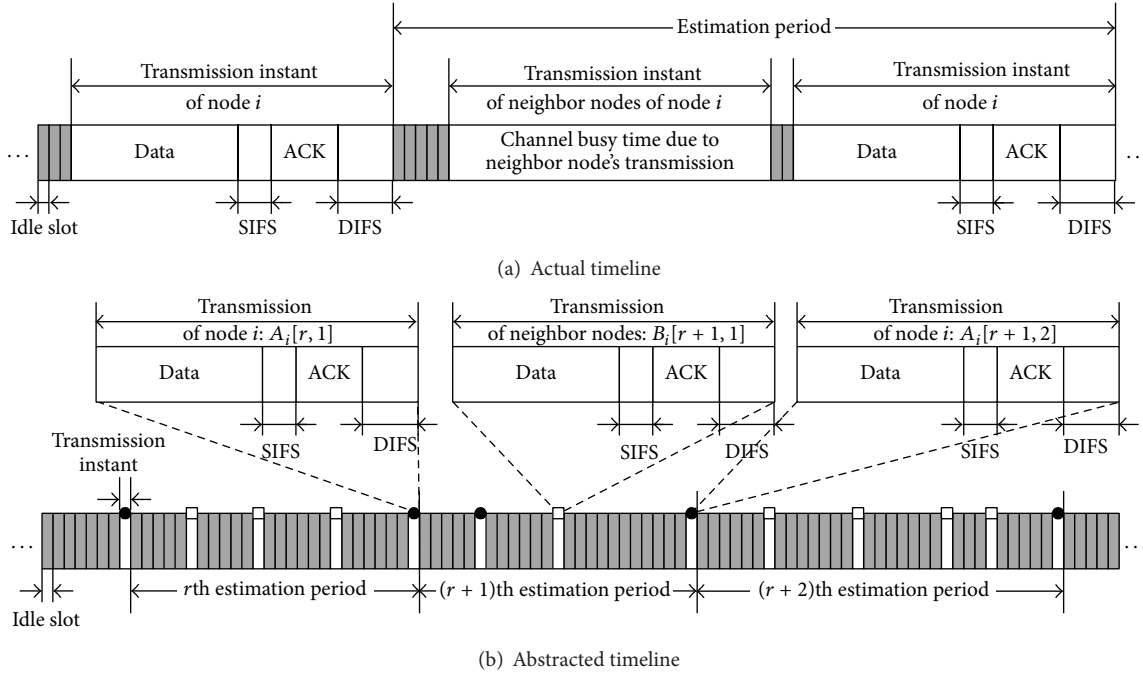 Estimation period
Transmission instant
of node i
Transmission instant
of neighbor nodes of node i
Transmission instant
of node i
...
Data
ACK
Channel busy time due to
neighbor node's transmission
Data
ACK
...
Idle slot
SIFS
DIFS
SIFS
DIFS
(a) Actual timeline
Transmission
of node i: A_i[r, 1]
Transmission
of neighbor nodes: B_i[r + 1, 1]
Transmission
of node i: A_i[r + 1, 2]
Data
ACK
Data
ACK
Data
ACK
SIFS
DIFS
SIFS
DIFS
SIFS
DIFS
Transmission
instant
...
...
rth estimation period
(r + 1)th estimation period
(r + 2)th estimation period
Idle slot
(b) Abstracted timeline